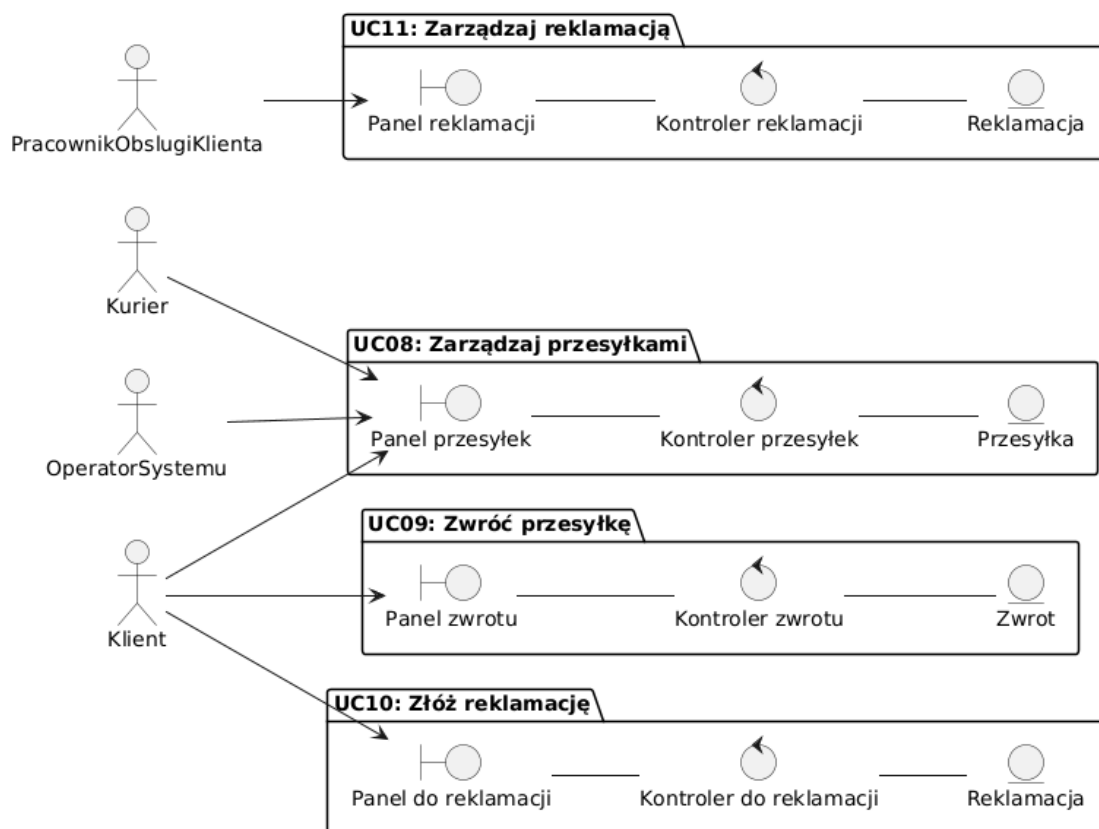 UC11: Zarządzaj reklamacją
Panel reklamacji
Kontroler reklamacji
Reklamacja
PracownikObslugiKlienta
Kurier
UC08: Zarządzaj przesyłkami
Panel przesyłek
Kontroler przesyłek
Przesyłka
OperatorSystemu
UC09: Zwróć przesyłkę
Panel zwrotu
Kontroler zwrotu
Zwrot
Klient
UC10: Złóż reklamację
Panel do reklamacji
Kontroler do reklamacji
Reklamacja